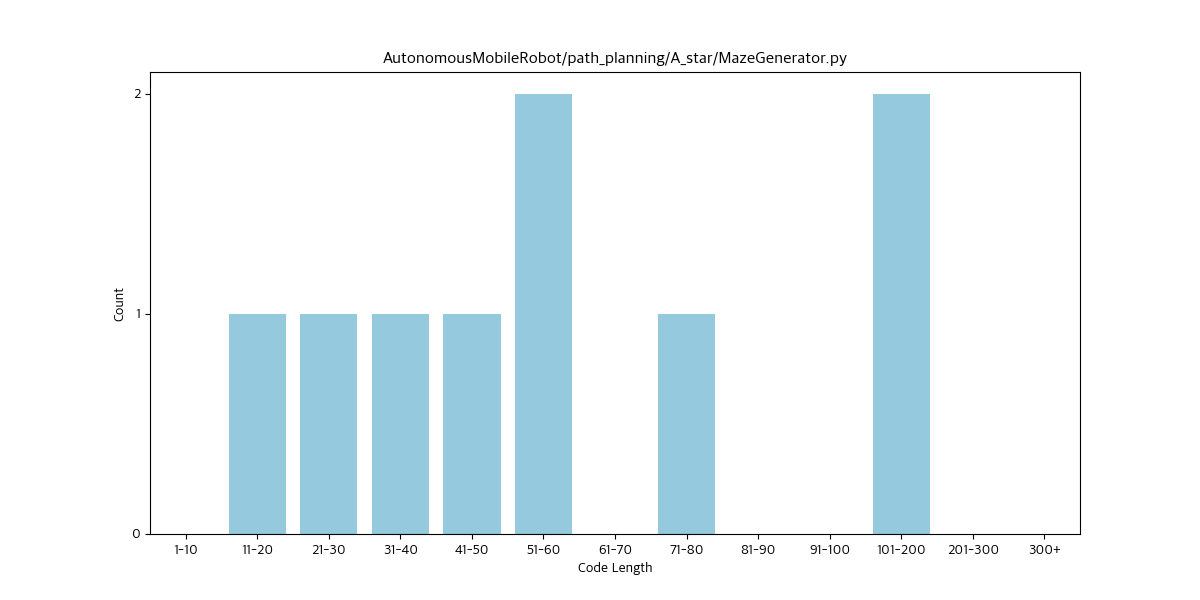 AutonomousMobileRobot/path_planning/A_star/MazeGenerator.py
2
1
0
Count
1-10 11-20 21-30 31-40 41-50 51-60 61-70 71-80 81-90 91-100 101-200 201-300 300+
Code Length